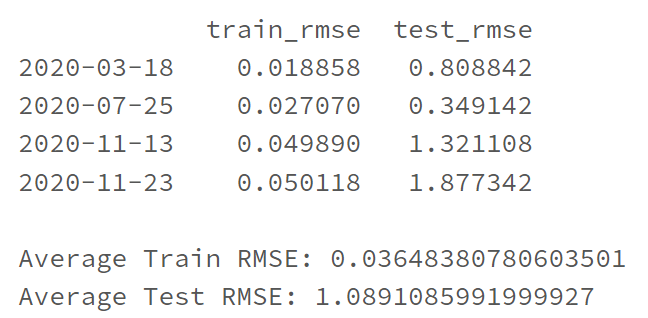 train_rmse test_rmse
2020-03-18 0.018858 0.808842
2020-07-25 0.027070 0.349142
2020-11-13 0.049890 1.321108
2020-11-23 0.050118 1.877342
Average Train RMSE: 0.03648380780603501
Average Test RMSE: 1.0891085991999927